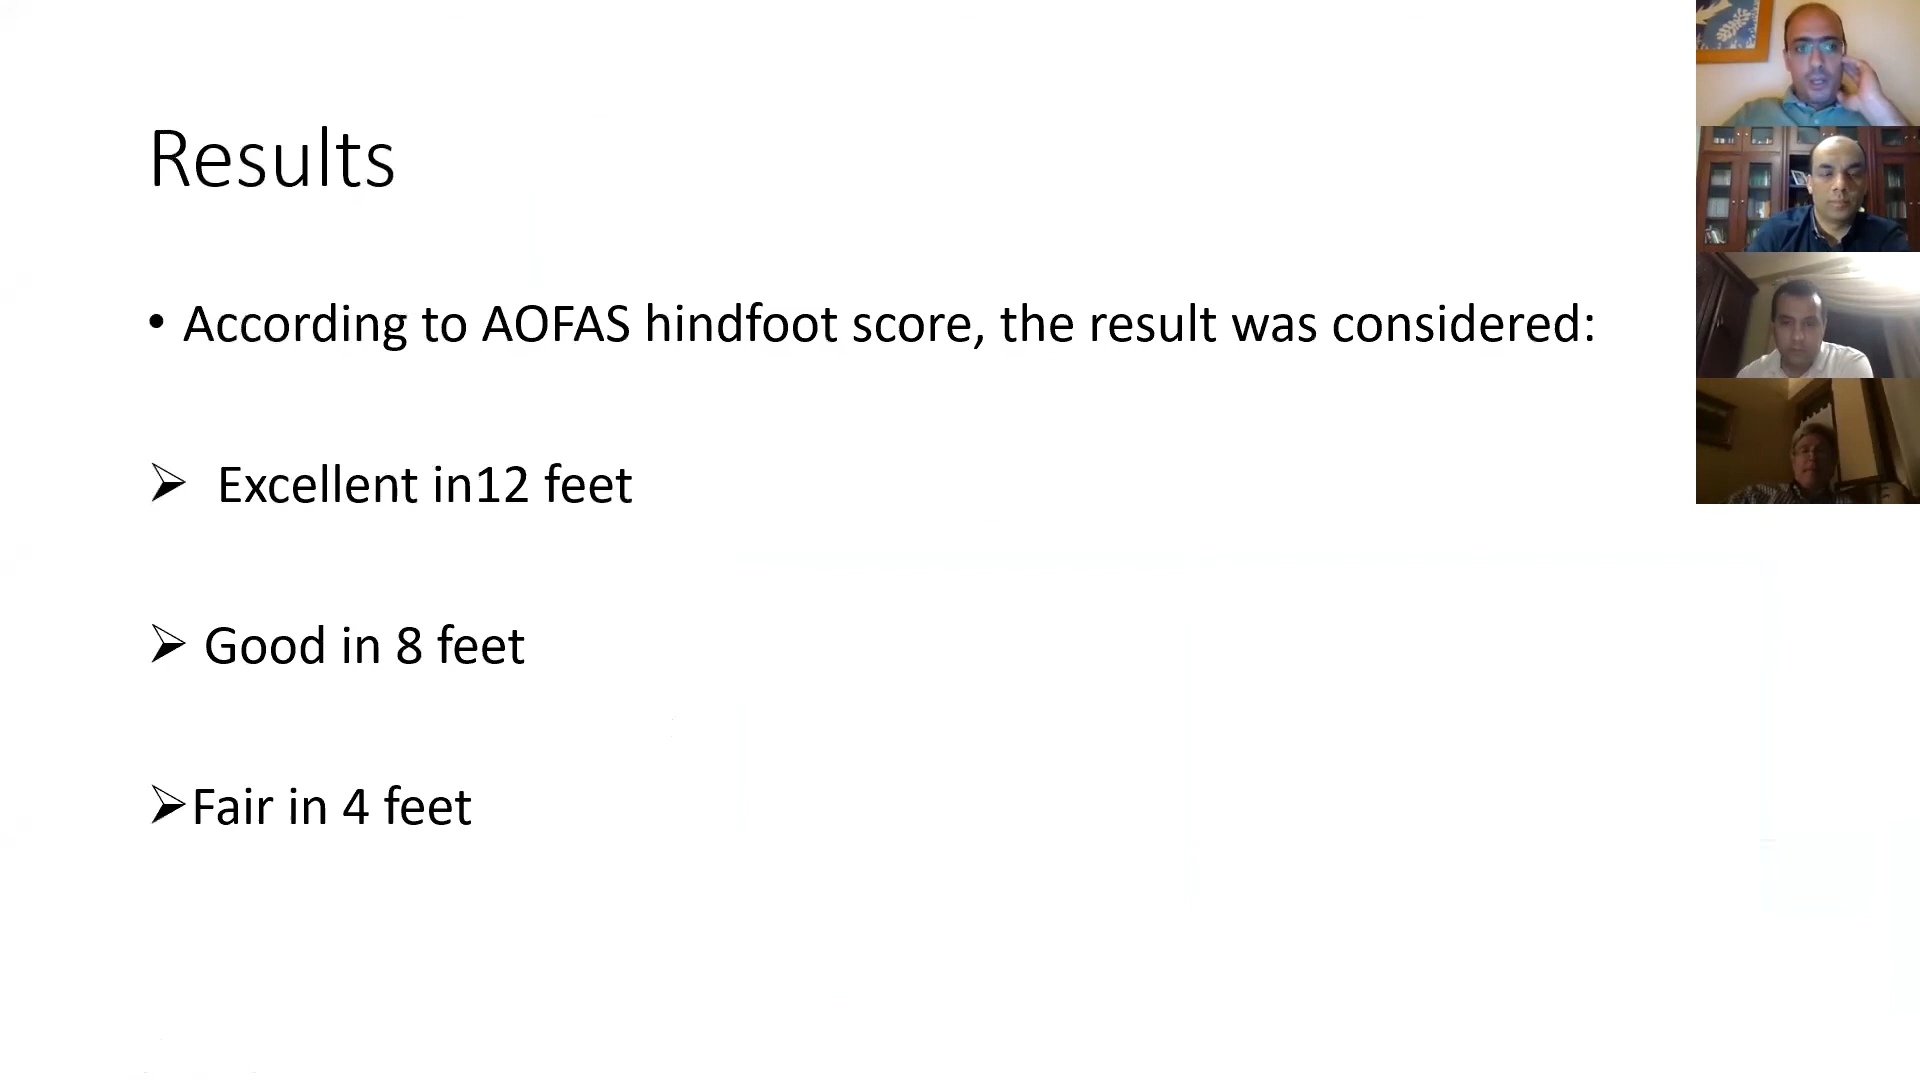 Results
• According to AOFAS hindfoot score, the result was considered:
➢ Excellent in12 feet
➢ Good in 8 feet
➢Fair in 4 feet